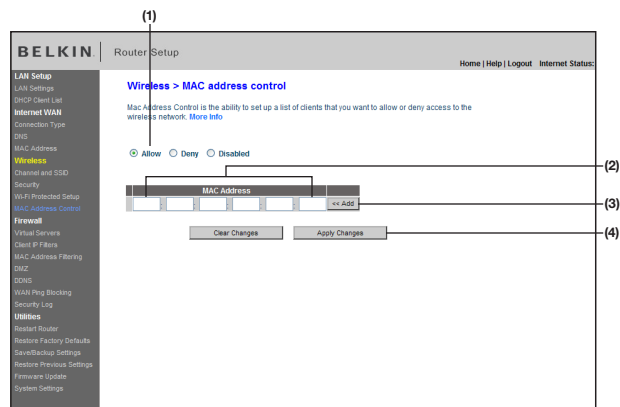 (1)
BELKIN.
Router Setup
Home | Help | Logout Internet Status:
LAN Setup
LAN Settings
DHCP Client List
Internet WAN
Connection Type
DNS
MAC Address
Wireless
Channel and SSID
Security
Wi-Fi Protected Setup
MAC Address Control
Firewall
Virtual Servers
Client IP Filters
MAC Address Filtering
DMZ
DDNS
WAN Ping Blocking
Security Log
Utilities
Restart Router
Restore Factory Defaults
Save/Backup Settings
Restore Previous Settings
Firmware Update
System Settings
Wireless > MAC address control
Mac Address Control is the ability to set up a list of clients that you want to allow or deny access to the
wireless network. More Info
Allow Deny Disabled
(2)
MAC Address
: : : : :
<< Add
(3)
Clear Changes Apply Changes
(4)